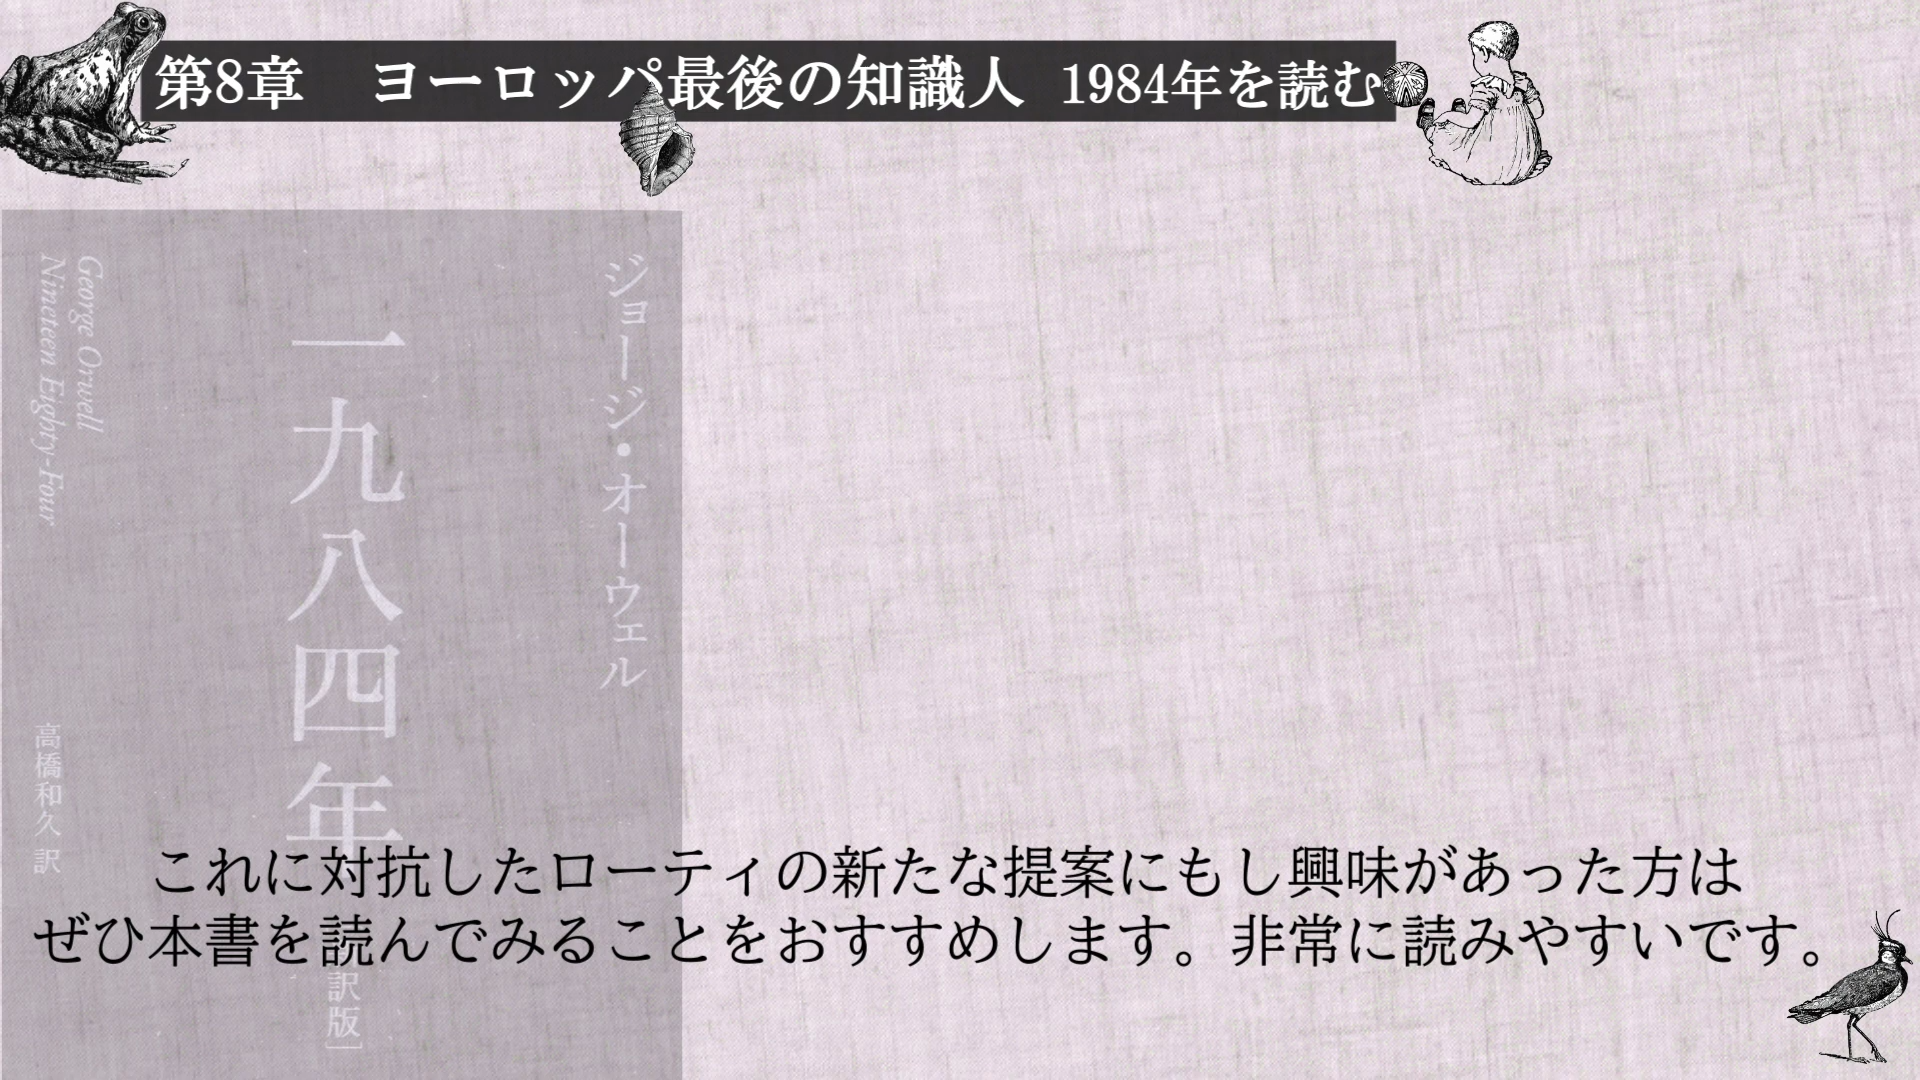 第8章　ヨーロッパ最後の知識人 1984年を読む
ジョージ・オーウェル
一九八四年
訳版］
George Orwell
Nineteen Eighty-Four
高橋和久 訳
これに対抗したローティの新たな提案にもし興味があった方は
ぜひ本書を読んでみることをおすすめします。非常に読みやすいです。